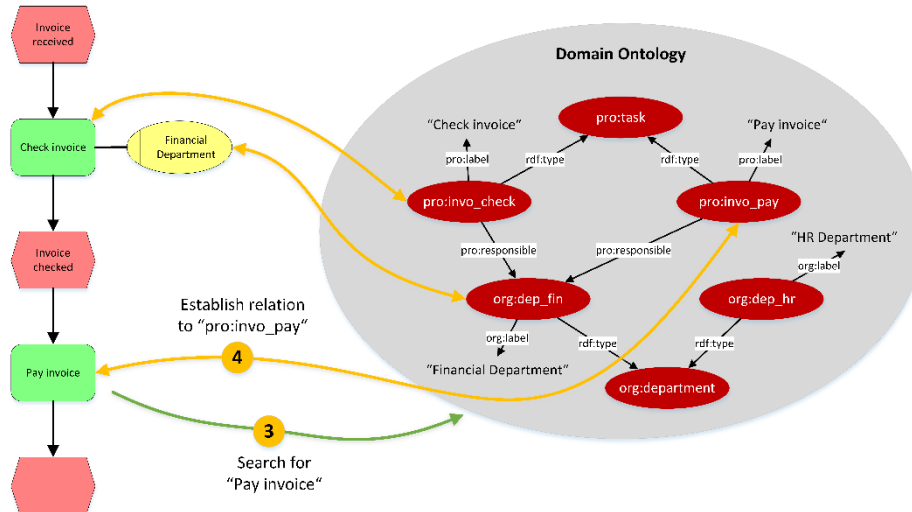 Invoice
received
Check invoice
Financial
Department
Invoice
checked
Pay invoice
Establish relation
to “pro:invo_pay“
4
3
Search for
“Pay invoice“
Domain Ontology
pro:task
“Check invoice“
“Pay invoice“
pro:label
rdf:type
rdf:type
pro:label
pro:invo_check
pro:invo_pay
pro:responsible
pro:responsible
“HR Department“
org:label
org:dep_fin
org:dep_hr
org:label
rdf:type
rdf:type
“Financial Department“
org:department